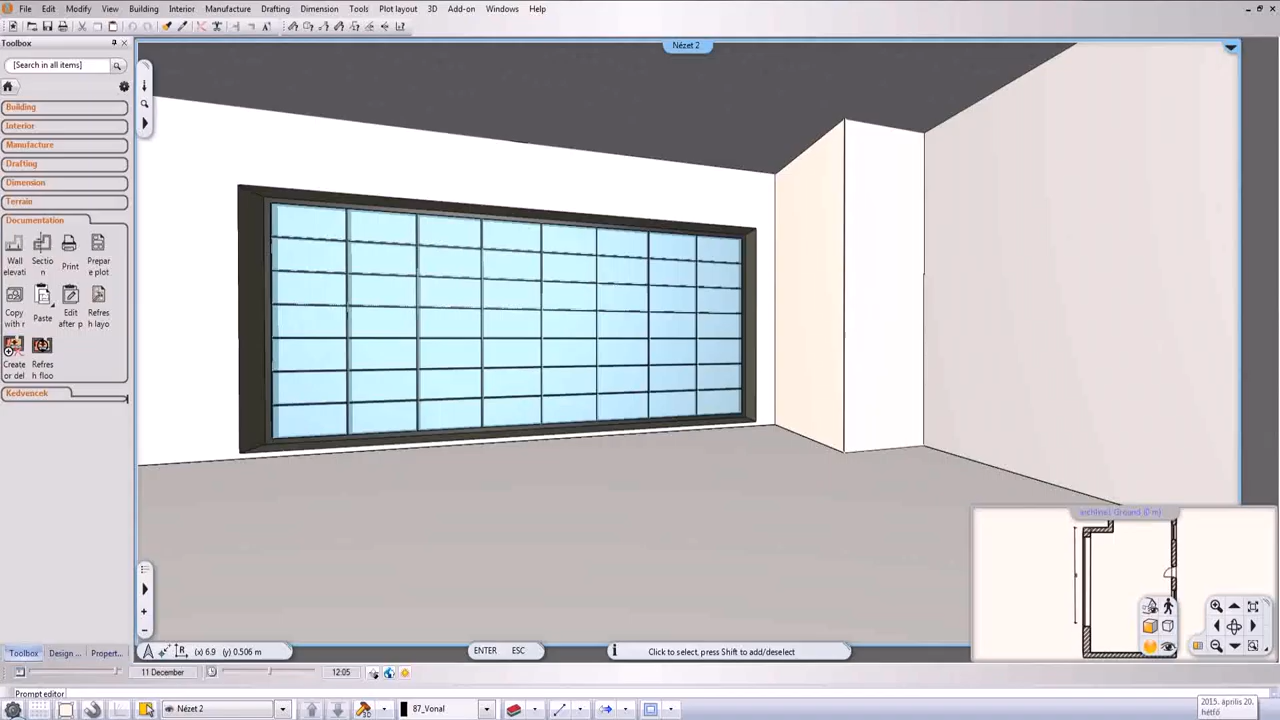 File Edit Modify View Building Interior Manufacture Drafting Dimension Tools Plot layout 3D Add-on Windows Help
Toolbox
Nézet 2
[Search in all items]
Building
Interior
Manufacture
Drafting
Dimension
Terrain
Documentation
Wall elevati
Sectio n
Print
Prepar e plot
Copy with r
Paste
Edit after p
Refres h layo
Create or del
Refres h floo
Kedvencek
Ground (0 m)
Toolbox Design ... Propert...
(x) 6.9 (y) 0.506 m
ENTER ESC
Click to select, press Shift to add/deselect
11 December
12:05
Prompt editor
Nézet 2
3D
87_Vonal
2015. április 20.
hétfő